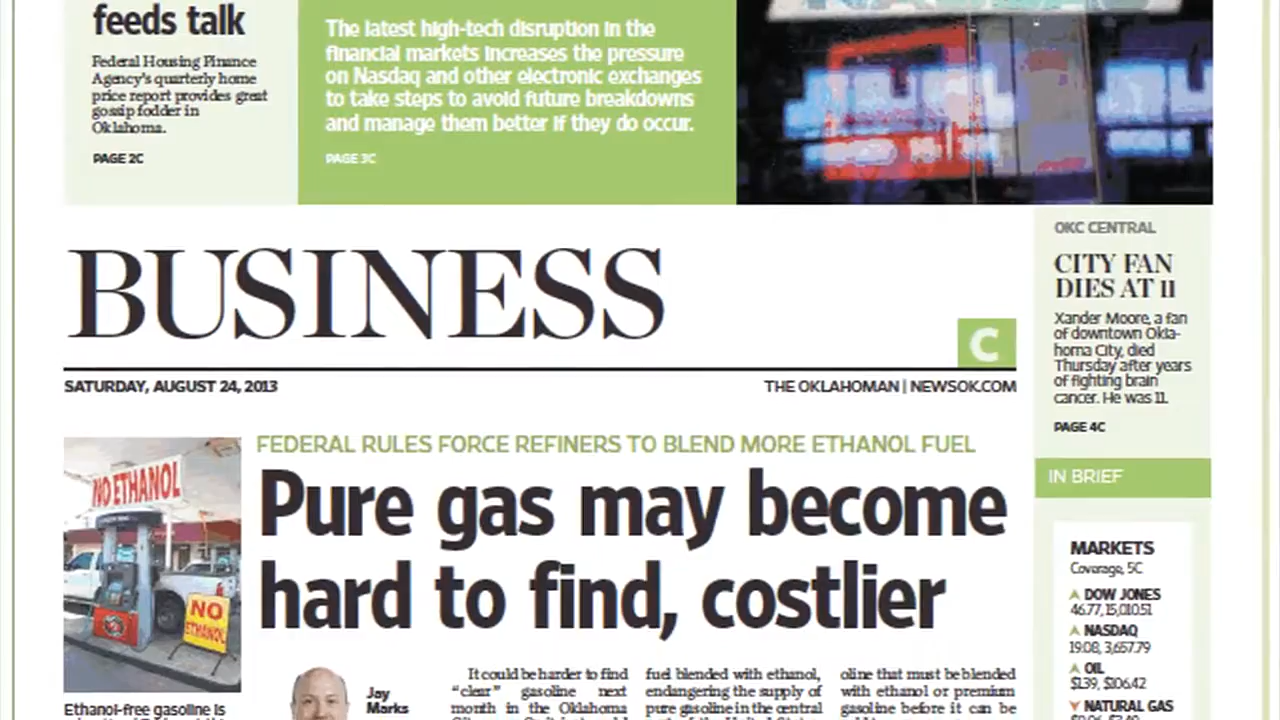 feeds talk
Federal Housing Finance
Agency's quarterly home
price report provides great
gossip fodder in
Oklahoma.
PAGE 2C
The latest high-tech disruption in the
financial markets increases the pressure
on Nasdaq and other electronic exchanges
to take steps to avoid future breakdowns
and manage them better if they do occur.
PAGE 3C
BUSINESS
C
SATURDAY, AUGUST 24, 2013
THE OKLAHOMAN | NEWSOK.COM
OKC CENTRAL
CITY FAN
DIES AT 11
Xander Moore, a fan
of downtown Okla-
homa City, died
Thursday after years
of fighting brain
cancer. He was 11.
PAGE 4C
IN BRIEF
MARKETS
Coverage, 5C
DOW JONES
46.77, 15,010.51
NASDAQ
19.08, 3,657.79
OIL
$1.39, $106.42
NATURAL GAS
NO ETHANOL
NO
ETHANOL
Ethanol-free gasoline is
FEDERAL RULES FORCE REFINERS TO BLEND MORE ETHANOL FUEL
Pure gas may become
hard to find, costlier
Jay
Marks
It could be harder to find
"clear" gasoline next
month in the Oklahoma
fuel blended with ethanol,
endangering the supply of
pure gasoline in the central
oline that must be blended
with ethanol or premium
gasoline before it can be